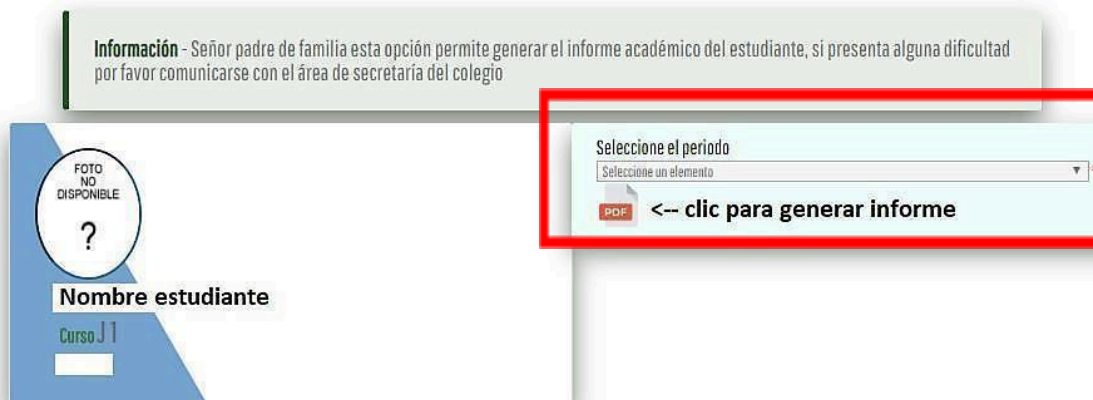 Información - Señor padre de familia esta opción permite generar el informe académico del estudiante, si presenta alguna dificultad
por favor comunicarse con el área de secretaría del colegio
Seleccione el periodo
Seleccione un elemento
PDF <-- clic para generar informe
FOTO
NO
DISPONIBLE
?
Nombre estudiante
Curso J1